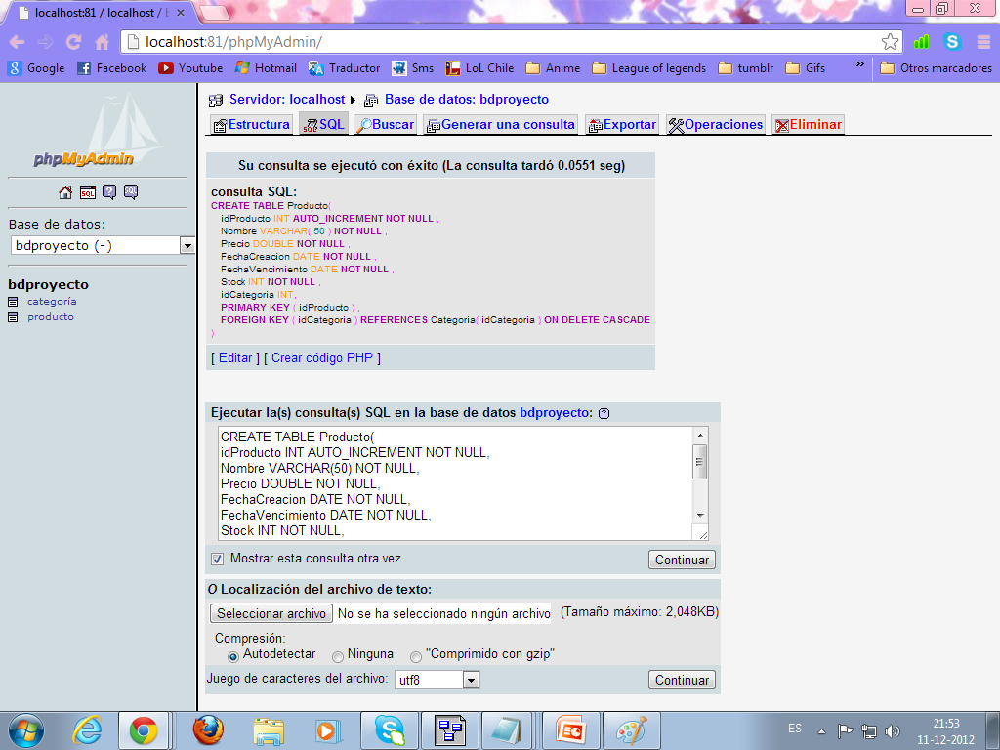 localhost:81 / localhost / b
localhost:81/phpMyAdmin/
Google Facebook Youtube Hotmail Traductor Sms LoL Chile Anime League of legends tumblr Gifs » Otros marcadores
phpMyAdmin
SQL
Base de datos:
bdproyecto (-)
bdproyecto
categoría
producto
Servidor: localhost Base de datos: bdproyecto
Estructura SQL Buscar Generar una consulta Exportar Operaciones Eliminar
Su consulta se ejecutó con éxito (La consulta tardó 0.0551 seg)
consulta SQL:
CREATE TABLE Producto(
idProducto INT AUTO_INCREMENT NOT NULL ,
Nombre VARCHAR( 50 ) NOT NULL ,
Precio DOUBLE NOT NULL ,
FechaCreacion DATE NOT NULL ,
FechaVencimiento DATE NOT NULL ,
Stock INT NOT NULL ,
idCategoria INT,
PRIMARY KEY ( idProducto ) ,
FOREIGN KEY ( idCategoria ) REFERENCES Categoria( idCategoria ) ON DELETE CASCADE
)
[ Editar ] [ Crear código PHP ]
Ejecutar la(s) consulta(s) SQL en la base de datos bdproyecto:
CREATE TABLE Producto(
idProducto INT AUTO_INCREMENT NOT NULL,
Nombre VARCHAR(50) NOT NULL,
Precio DOUBLE NOT NULL,
FechaCreacion DATE NOT NULL,
FechaVencimiento DATE NOT NULL,
Stock INT NOT NULL,
Mostrar esta consulta otra vez
Continuar
O Localización del archivo de texto:
Seleccionar archivo No se ha seleccionado ningún archivo (Tamaño máximo: 2,048KB)
Compresión:
Autodetectar Ninguna "Comprimido con gzip"
Juego de caracteres del archivo: utf8
Continuar
ES
21:53
11-12-2012